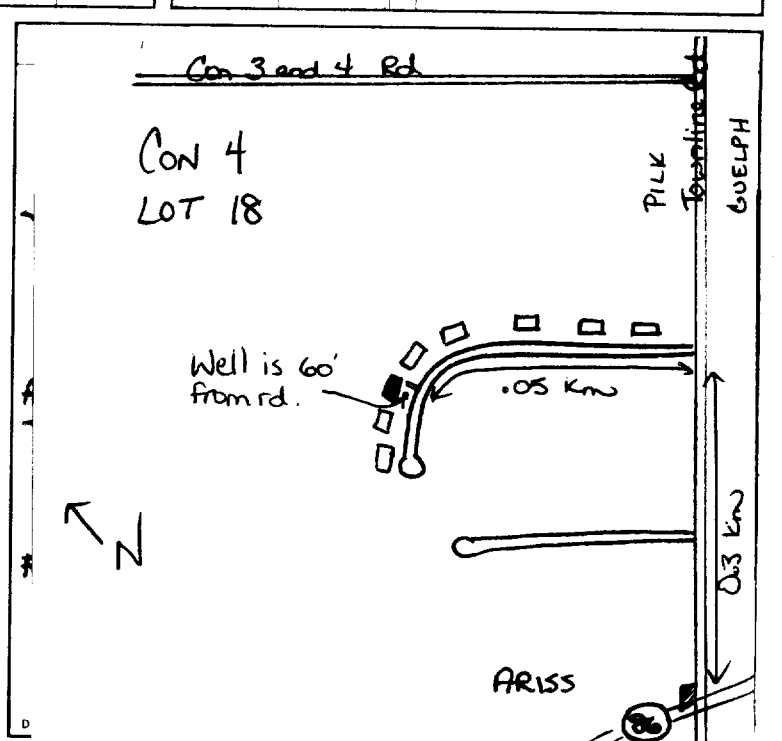 Con 3 and 4 Rd
CON 4
LOT 18
PILK
Townline Rd
GUELPH
Well is 60'
from rd.
.05 Km
N
0.3 Km
ARISS
86
D